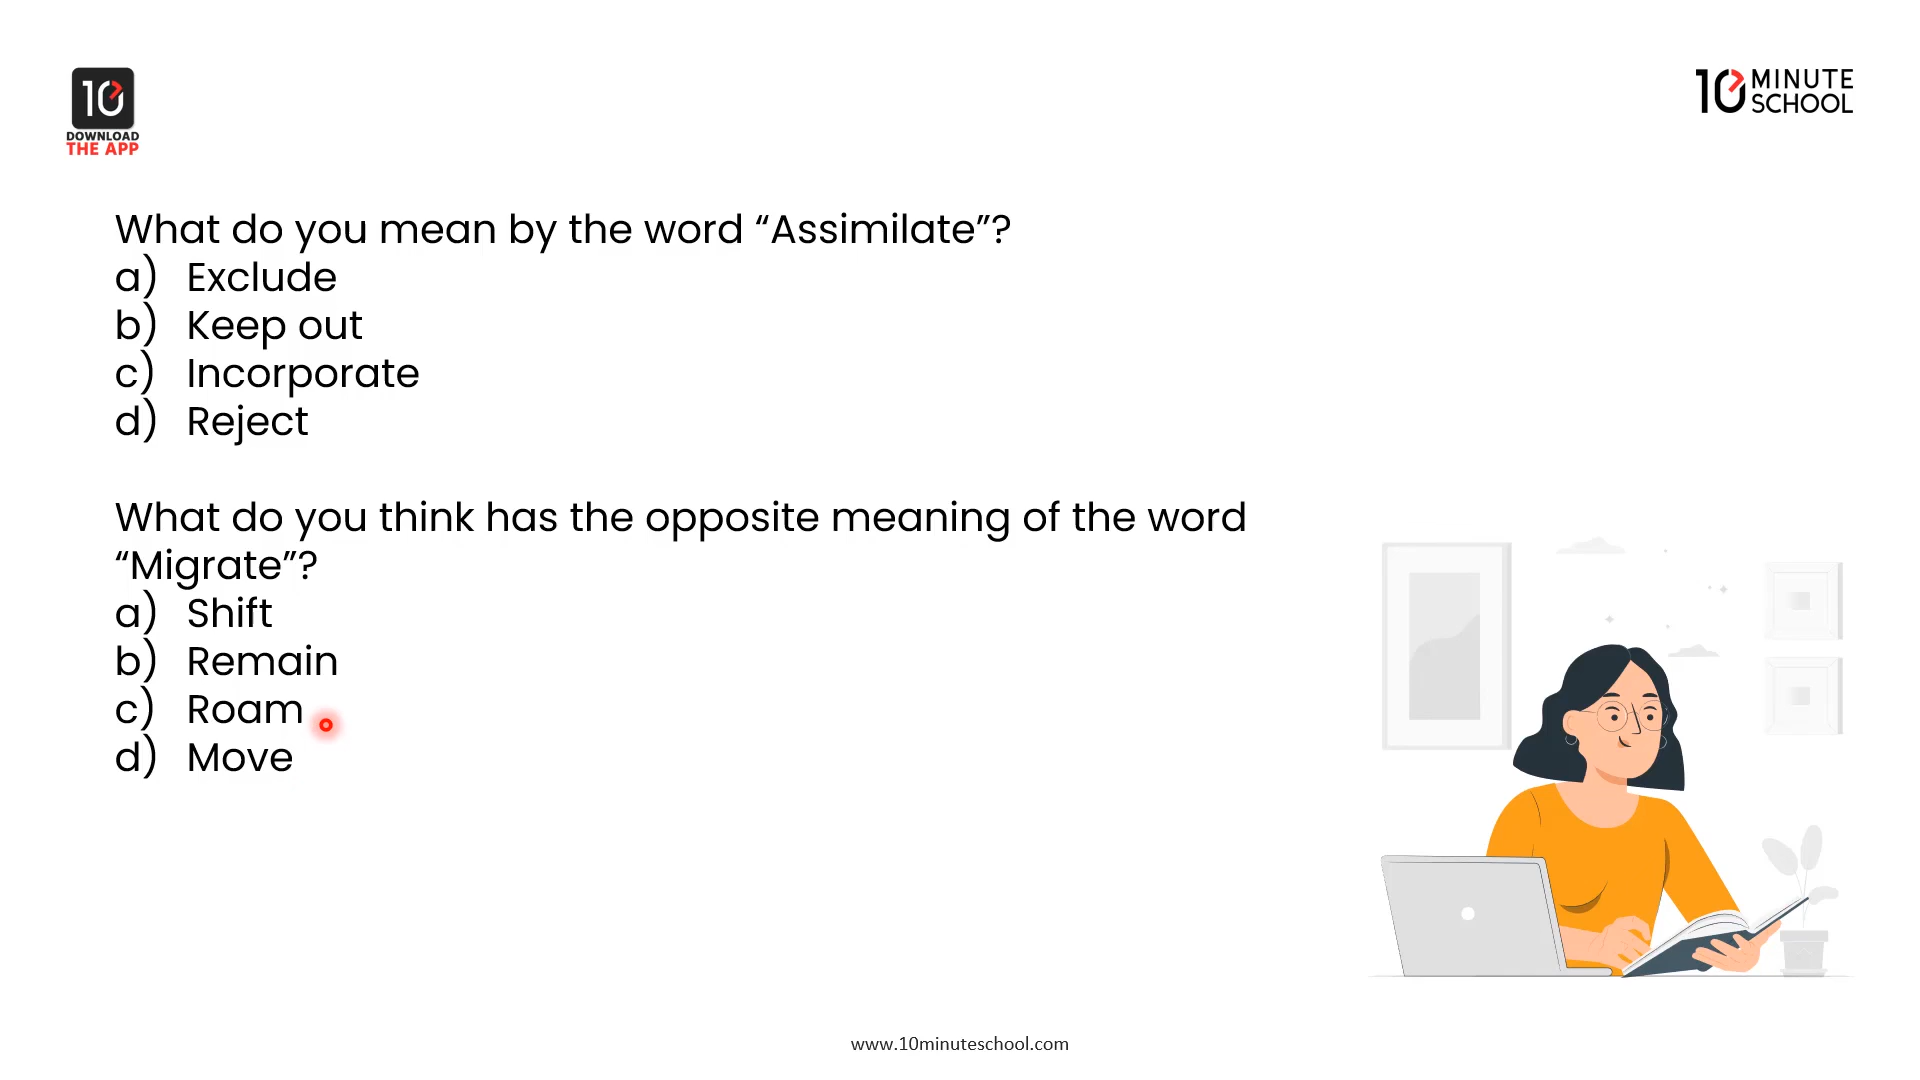 10
DOWNLOAD
THE APP
10 MINUTE
SCHOOL
What do you mean by the word “Assimilate”?
a) Exclude
b) Keep out
c) Incorporate
d) Reject
What do you think has the opposite meaning of the word
“Migrate”?
a) Shift
b) Remain
c) Roam
d) Move
www.10minuteschool.com